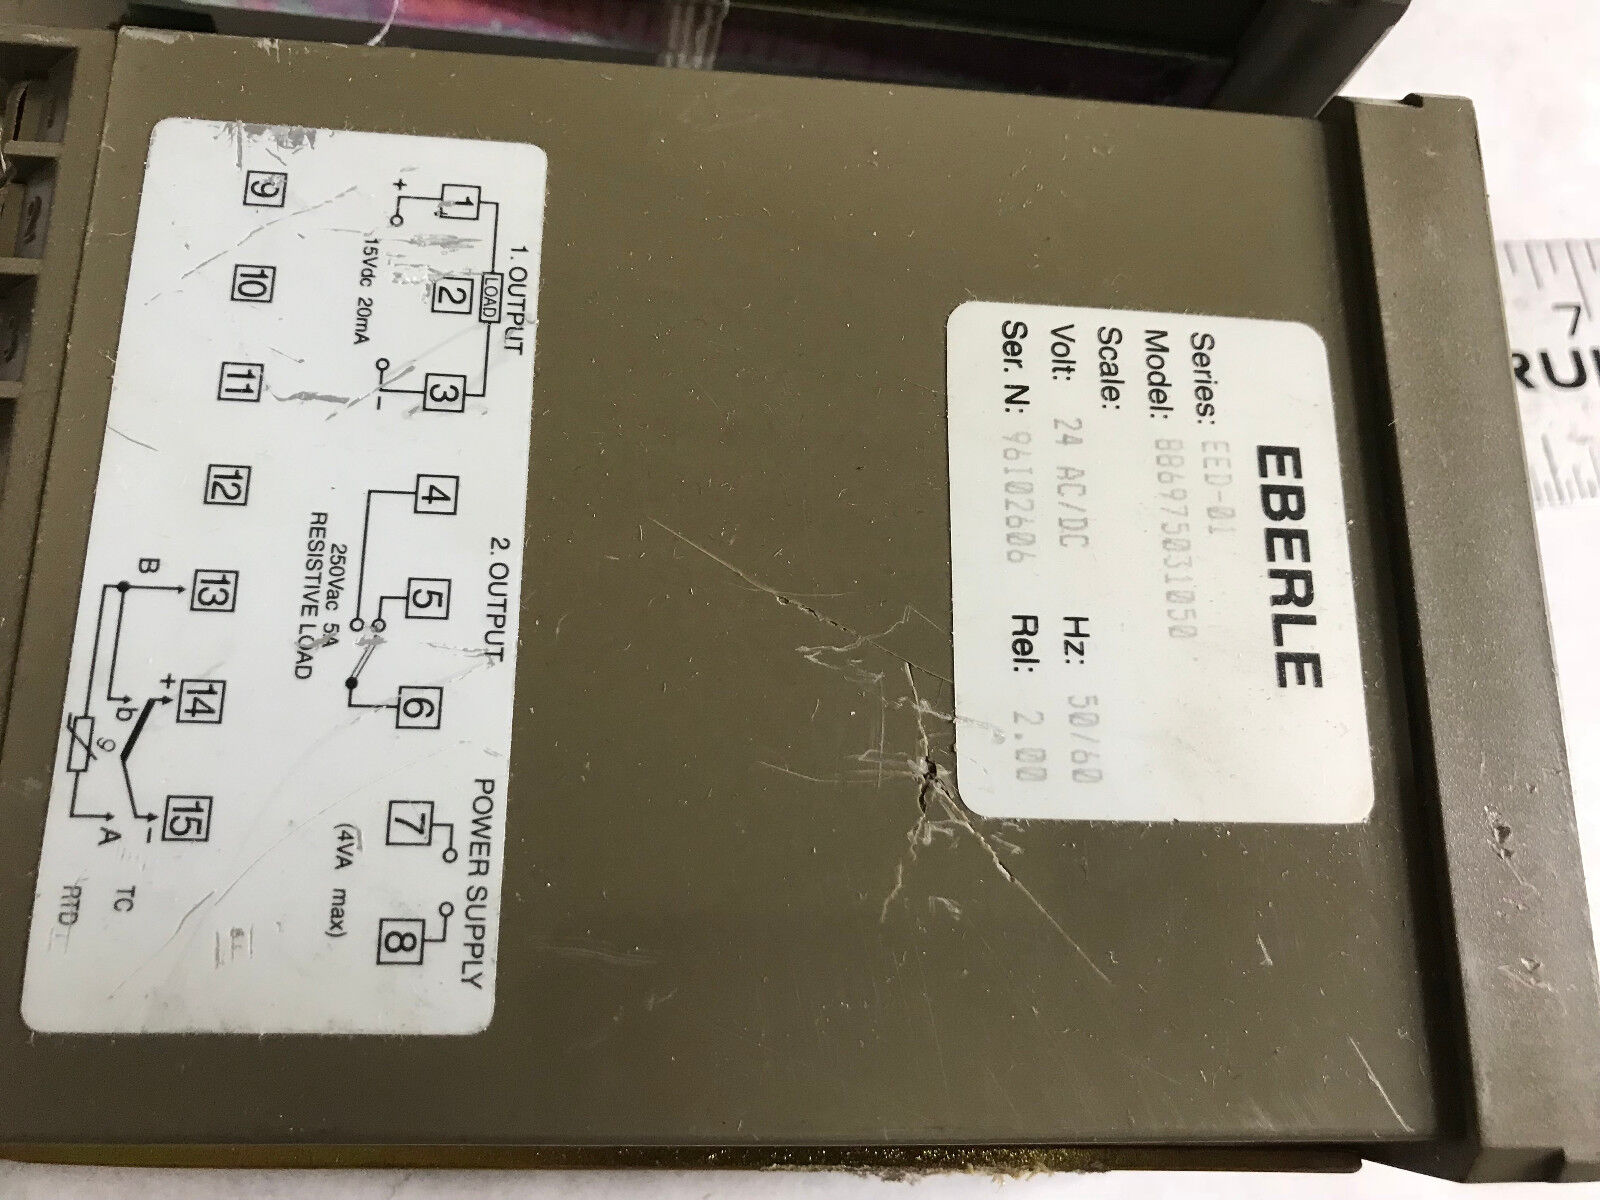 EBERLE
Series: EED-01
Model: 886975031050
Scale:
Volt: 24 AC/DC Hz: 50/60
Ser. N: 96I02606 Rel: 2.00
1. OUTPUT 2. OUTPUT POWER SUPPLY
LOAD
1 2 3 4 5 6 7 8
+ 15Vdc 20mA -
250Vac 5A
RESISTIVE LOAD
(4VA max)
9 10 11 12 13 14 15
B + -
b TC
ϑ A RTD
7
RU